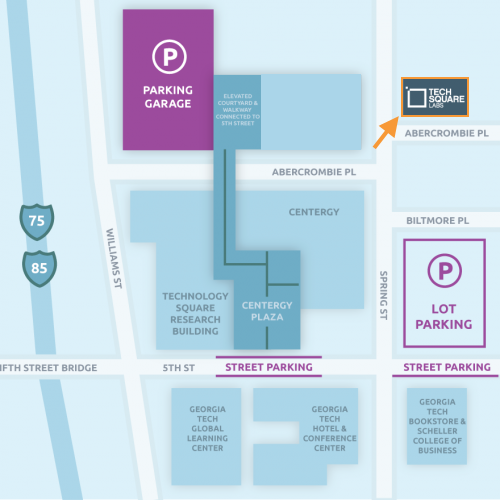 P
PARKING
GARAGE
ELEVATED
COURTYARD &
WALKWAY
CONNECTED TO
5TH STREET
TECH
SQUARE
LABS
ABERCROMBIE PL
ABERCROMBIE PL
CENTERGY
BILTMORE PL
75
85
WILLIAMS ST
SPRING ST
P
LOT
PARKING
TECHNOLOGY
SQUARE
RESEARCH
BUILDING
CENTERGY
PLAZA
IFTH STREET BRIDGE
5TH ST
STREET PARKING
STREET PARKING
GEORGIA
TECH
GLOBAL
LEARNING
CENTER
GEORGIA
TECH
HOTEL &
CONFERENCE
CENTER
GEORGIA
TECH
BOOKSTORE &
SCHELLER
COLLEGE OF
BUSINESS